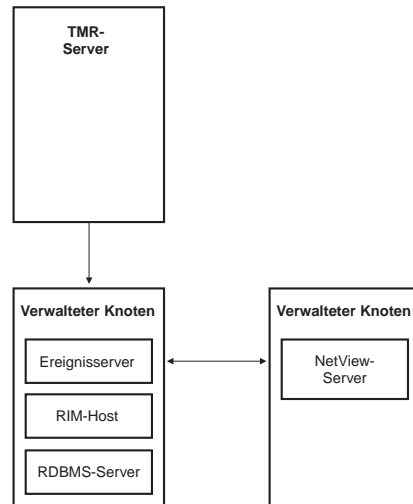 TMR-
Server
Verwalteter Knoten
Ereignisserver
RIM-Host
RDBMS-Server
Verwalteter Knoten
NetView-
Server